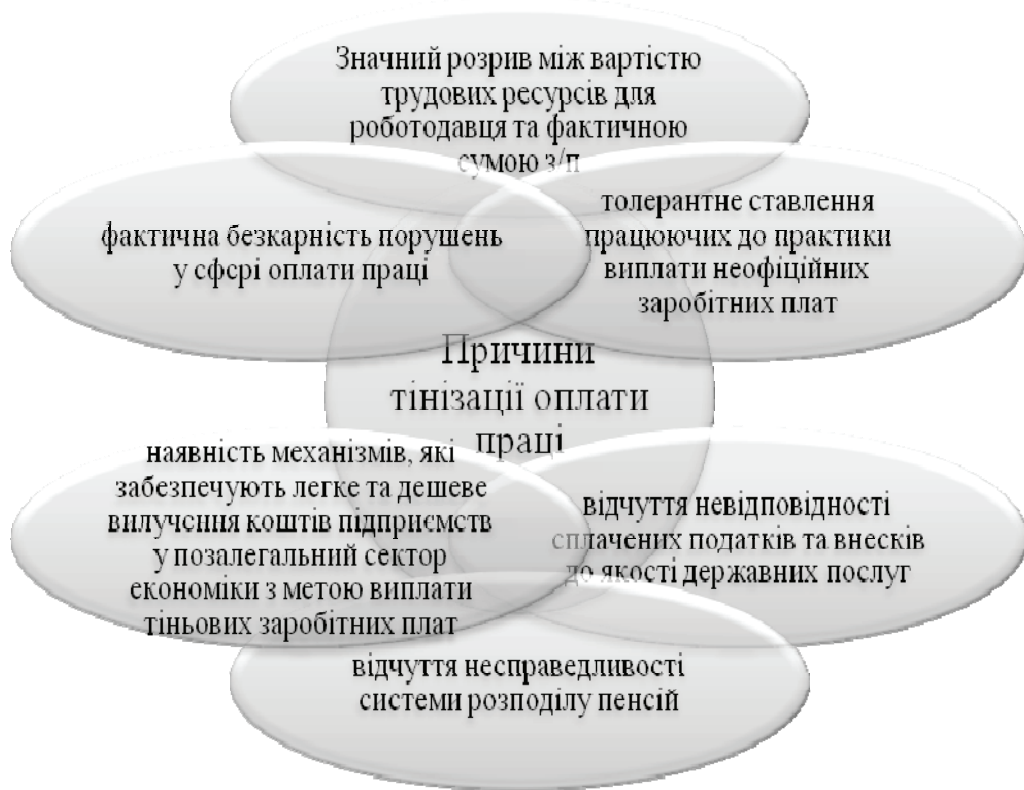 Значний розрив між вартістю
трудових ресурсів для
роботодавця та фактичною
сумою з/п
фактична безкарність порушень
у сфері оплати праці
толерантне ставлення
працюючих до практики
виплати неофіційних
заробітних плат
Причини
тінізації оплати
праці
наявність механізмів, які
забезпечують легке та дешеве
вилучення коштів підприємств
у позалегальний сектор
економіки з метою виплати
тіньових заробітних плат
відчуття невідповідності
сплачених податків та внесків
до якості державних послуг
відчуття несправедливості
системи розподілу пенсій